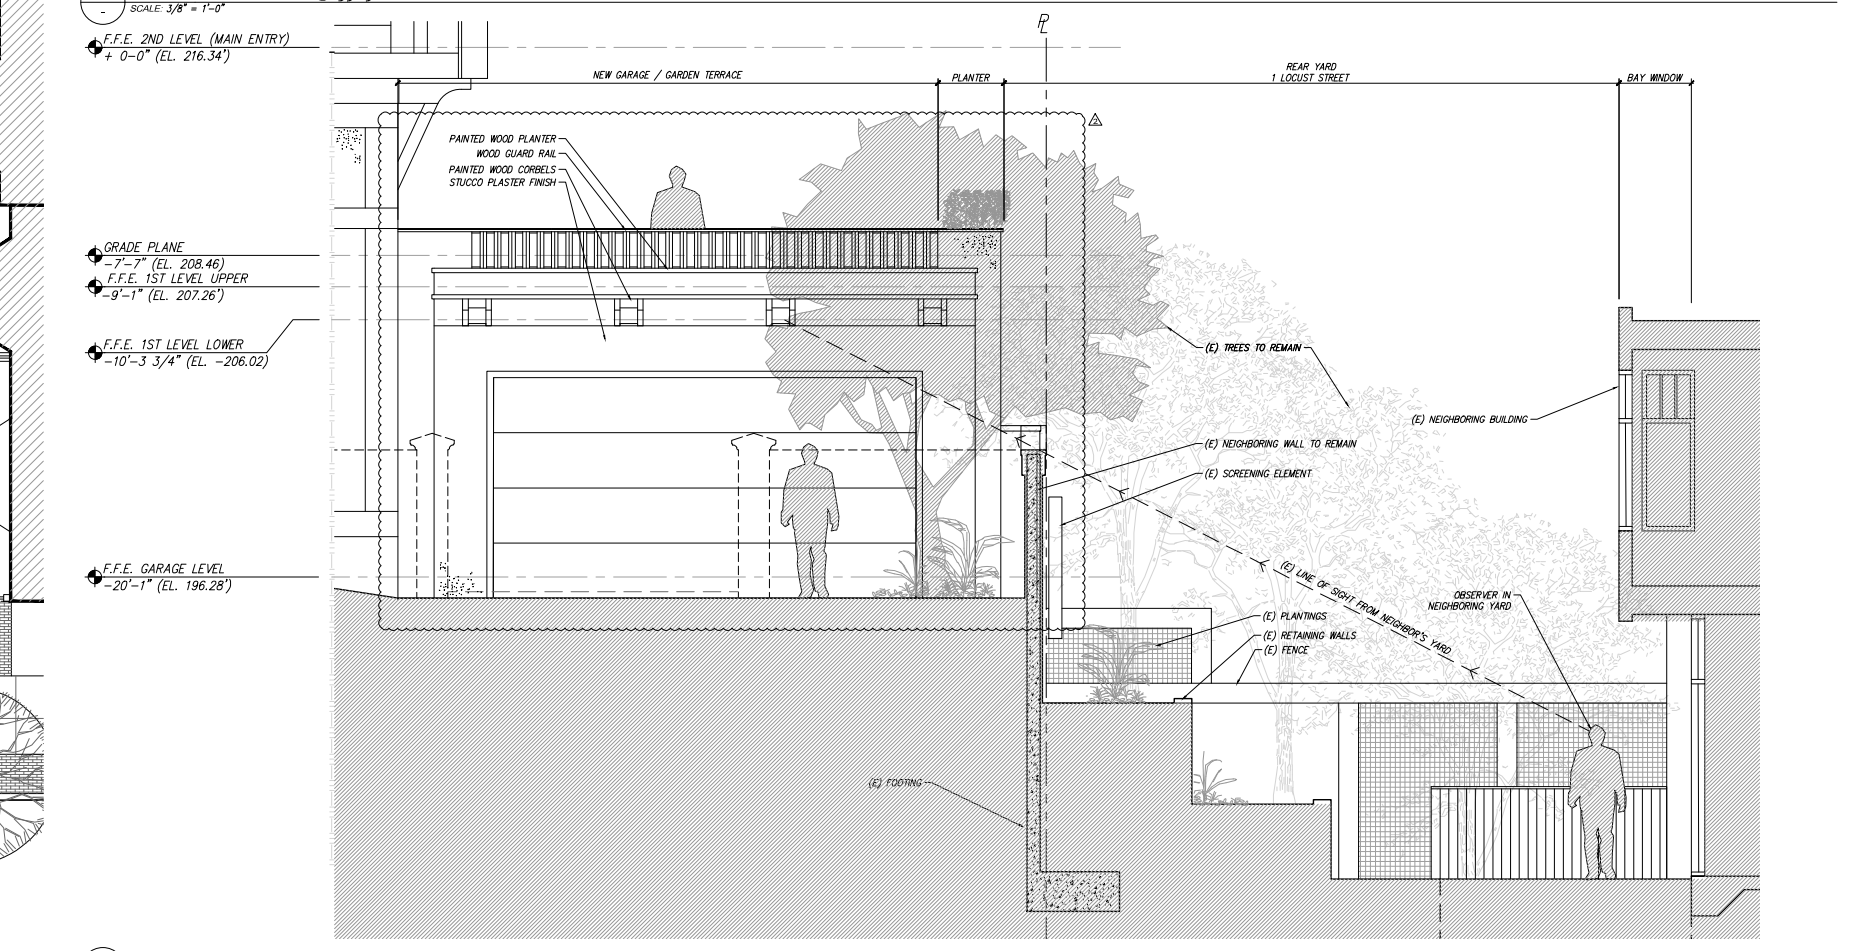 SCALE: 3/8" = 1'-0"
-
F.F.E. 2ND LEVEL (MAIN ENTRY)
+ 0-0" (EL. 216.34')
GRADE PLANE
-7'-7" (EL. 208.46)
F.F.E. 1ST LEVEL UPPER
-9'-1" (EL. 207.26')
F.F.E. 1ST LEVEL LOWER
-10'-3 3/4" (EL. -206.02)
F.F.E. GARAGE LEVEL
-20'-1" (EL. 196.28')
PL
NEW GARAGE / GARDEN TERRACE
PLANTER
REAR YARD
1 LOCUST STREET
BAY WINDOW
2
PAINTED WOOD PLANTER
WOOD GUARD RAIL
PAINTED WOOD CORBELS
STUCCO PLASTER FINISH
(E) TREES TO REMAIN
(E) NEIGHBORING BUILDING
(E) NEIGHBORING WALL TO REMAIN
(E) SCREENING ELEMENT
(E) LINE OF SIGHT FROM NEIGHBOR'S YARD
OBSERVER IN
NEIGHBORING YARD
(E) PLANTINGS
(E) RETAINING WALLS
(E) FENCE
(E) FOOTING